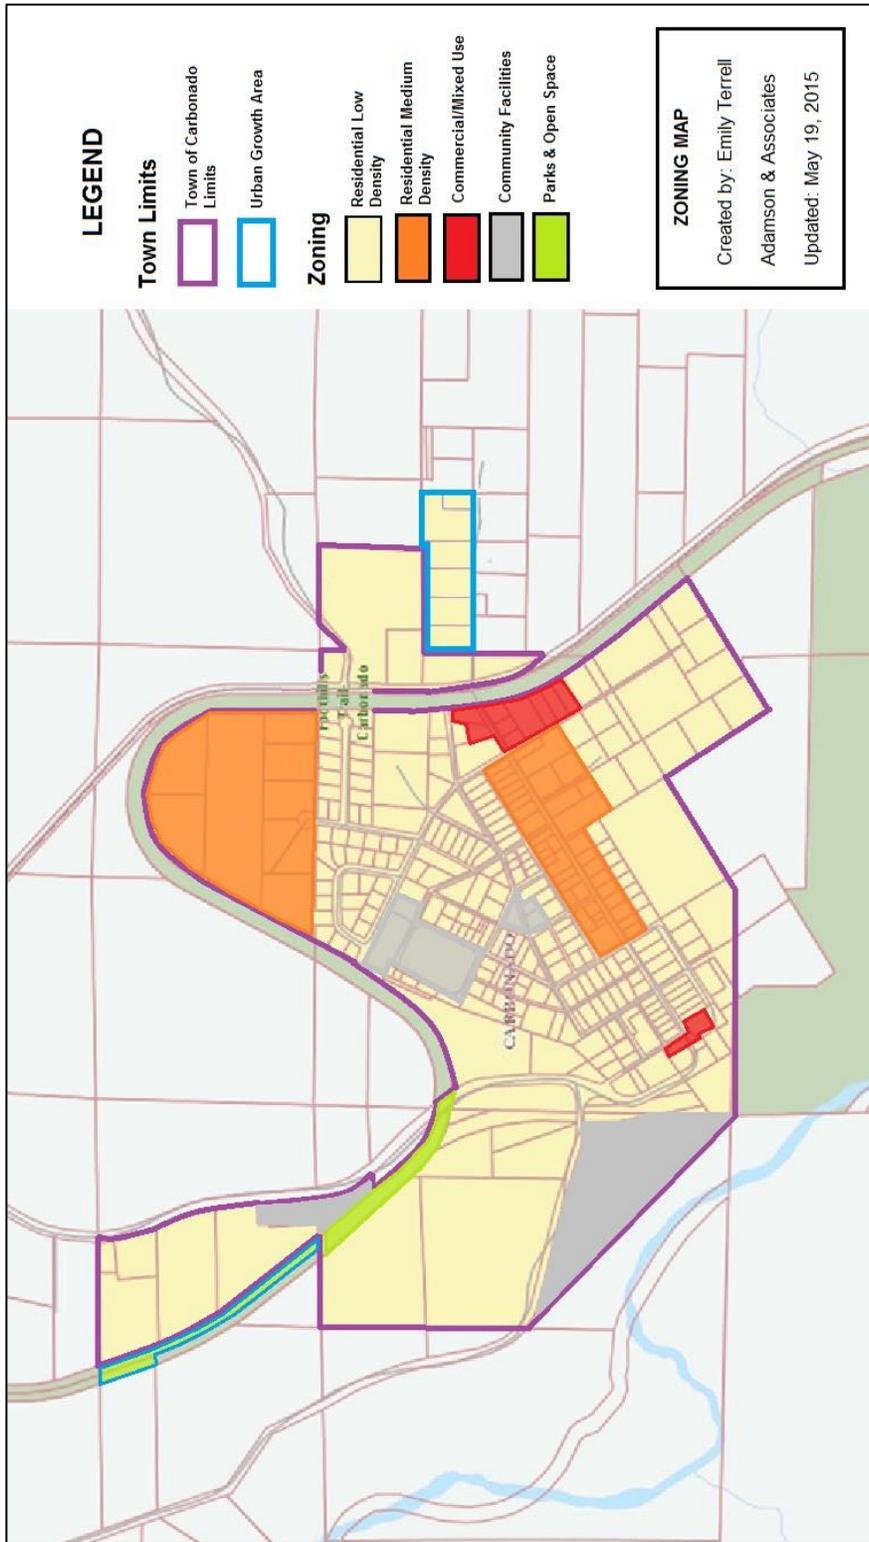 LEGEND
Town Limits
Town of Carbonado
Limits
Urban Growth Area
Zoning
Residential Low
Density
Residential Medium
Density
Commercial/Mixed Use
Community Facilities
Parks & Open Space
ZONING MAP
Created by: Emily Terrell
Adamson & Associates
Updated: May 19, 2015
Foothills
Trail
Carbonado
CARBONADO